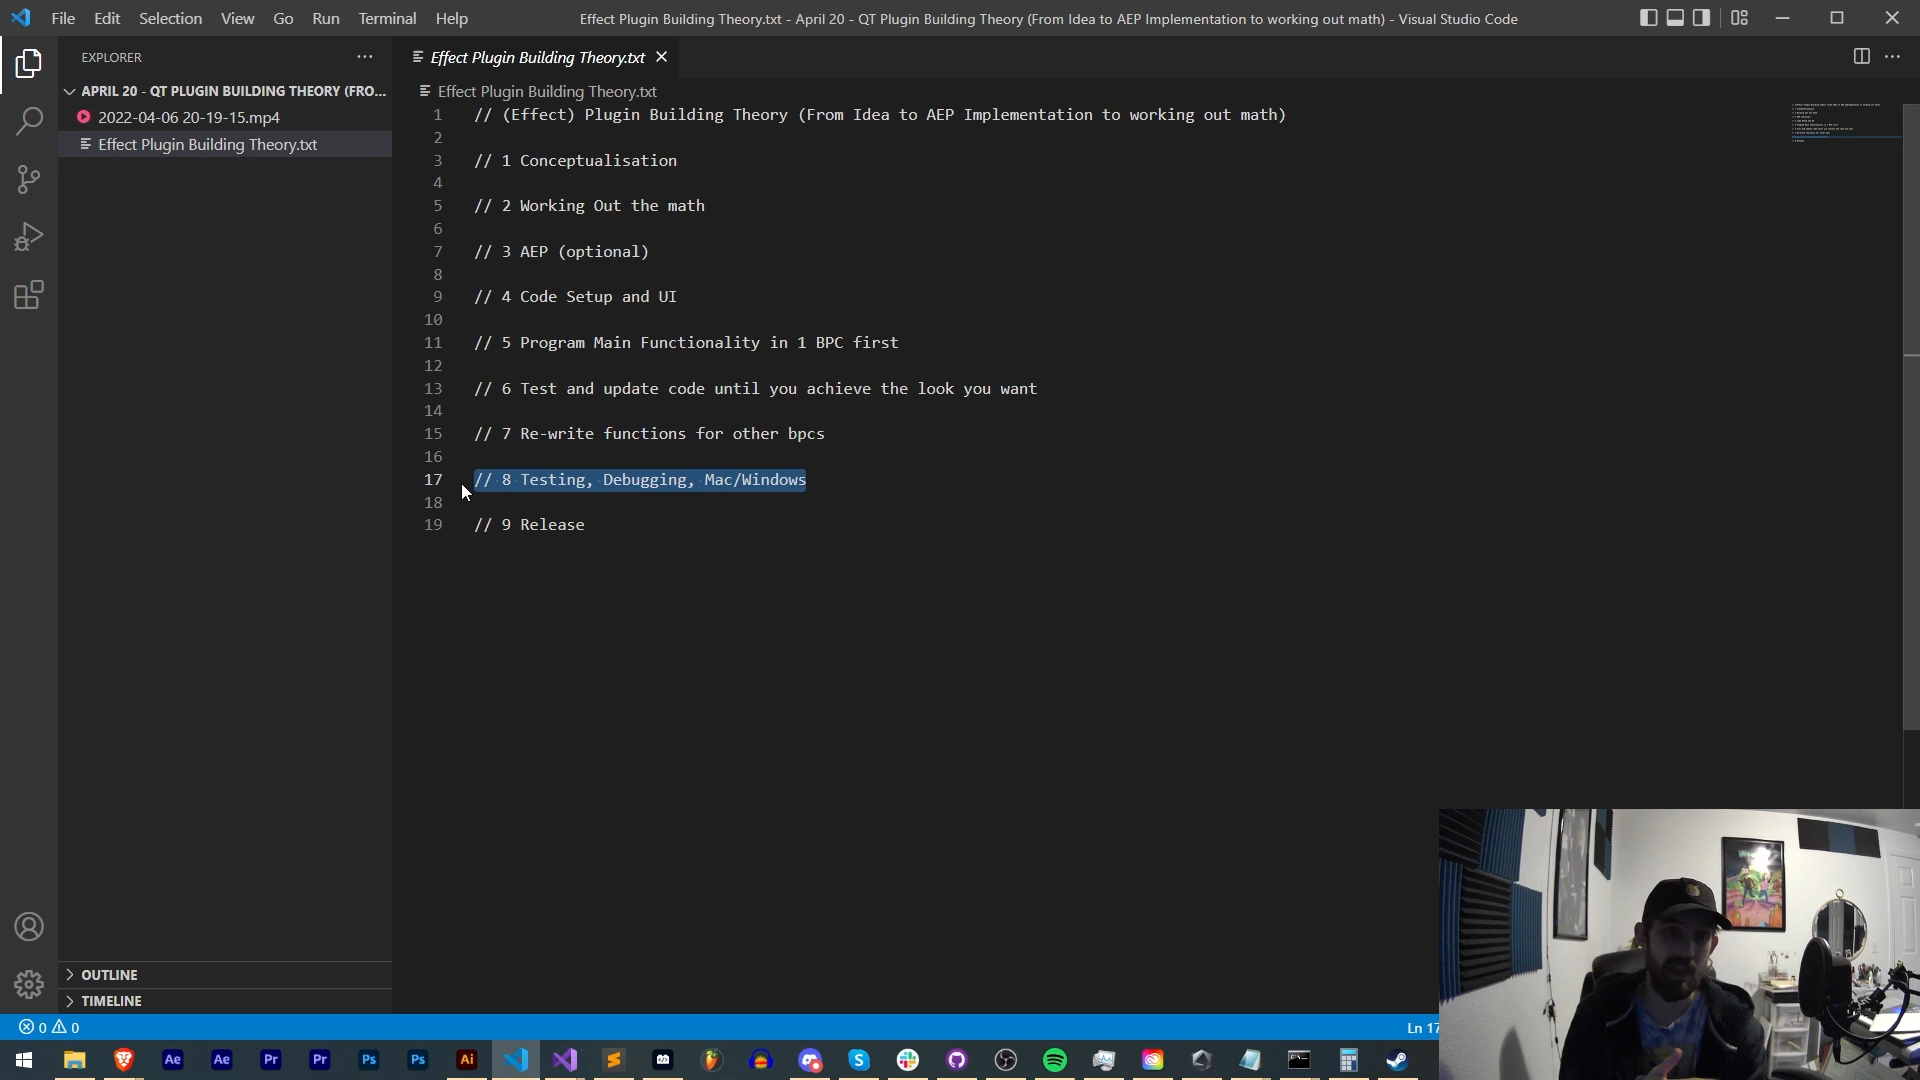 File Edit Selection View Go Run Terminal Help
Effect Plugin Building Theory.txt - April 20 - QT Plugin Building Theory (From Idea to AEP Implementation to working out math) - Visual Studio Code
EXPLORER
Effect Plugin Building Theory.txt
APRIL 20 - QT PLUGIN BUILDING THEORY (FRO...
2022-04-06 20-19-15.mp4
Effect Plugin Building Theory.txt
Effect Plugin Building Theory.txt
1 // (Effect) Plugin Building Theory (From Idea to AEP Implementation to working out math)
2
3 // 1 Conceptualisation
4
5 // 2 Working Out the math
6
7 // 3 AEP (optional)
8
9 // 4 Code Setup and UI
10
11 // 5 Program Main Functionality in 1 BPC first
12
13 // 6 Test and update code until you achieve the look you want
14
15 // 7 Re-write functions for other bpcs
16
17 // 8 Testing, Debugging, Mac/Windows
18
19 // 9 Release
OUTLINE
TIMELINE
0 0
Ln 17
Ae Ae Pr Pr Ps Ps Ai